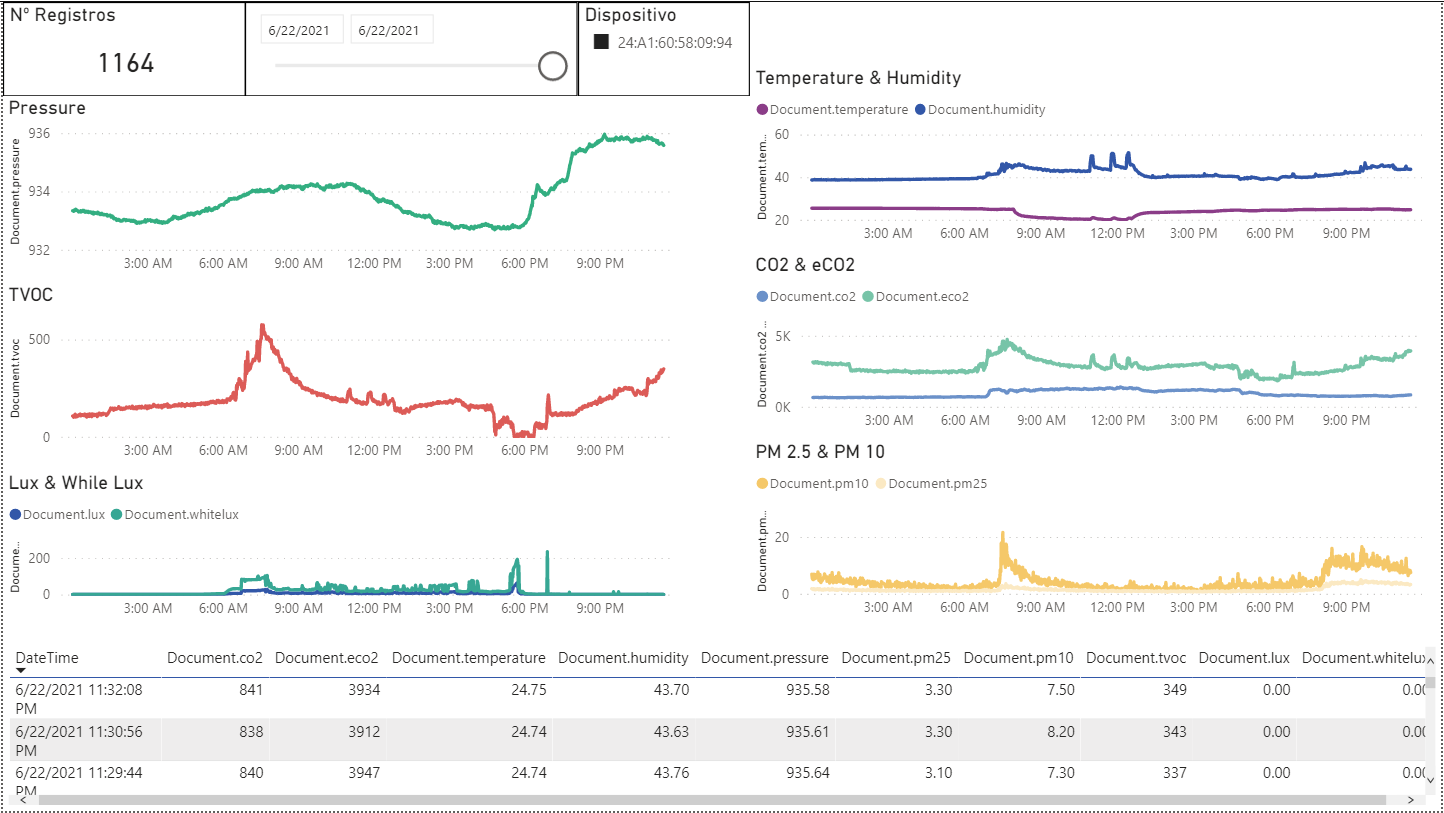 Nº Registros
1164
6/22/2021 6/22/2021
Dispositivo
24:A1:60:58:09:94
Pressure
Document.pressure
936
934
932
3:00 AM 6:00 AM 9:00 AM 12:00 PM 3:00 PM 6:00 PM 9:00 PM
TVOC
Document.tvoc
500
0
3:00 AM 6:00 AM 9:00 AM 12:00 PM 3:00 PM 6:00 PM 9:00 PM
Lux & While Lux
Document.lux Document.whitelux
Docume...
200
0
3:00 AM 6:00 AM 9:00 AM 12:00 PM 3:00 PM 6:00 PM 9:00 PM
Temperature & Humidity
Document.temperature Document.humidity
Document.tem...
60
40
20
3:00 AM 6:00 AM 9:00 AM 12:00 PM 3:00 PM 6:00 PM 9:00 PM
CO2 & eCO2
Document.co2 Document.eco2
Document.co2 ...
5K
0K
3:00 AM 6:00 AM 9:00 AM 12:00 PM 3:00 PM 6:00 PM 9:00 PM
PM 2.5 & PM 10
Document.pm10 Document.pm25
Document.pm...
20
0
3:00 AM 6:00 AM 9:00 AM 12:00 PM 3:00 PM 6:00 PM 9:00 PM
DateTime Document.co2 Document.eco2 Document.temperature Document.humidity Document.pressure Document.pm25 Document.pm10 Document.tvoc Document.lux Document.whitelux
6/22/2021 11:32:08 841 3934 24.75 43.70 935.58 3.30 7.50 349 0.00 0.00
PM
6/22/2021 11:30:56 838 3912 24.74 43.63 935.61 3.30 8.20 343 0.00 0.00
PM
6/22/2021 11:29:44 840 3947 24.74 43.76 935.64 3.10 7.30 337 0.00 0.00
PM